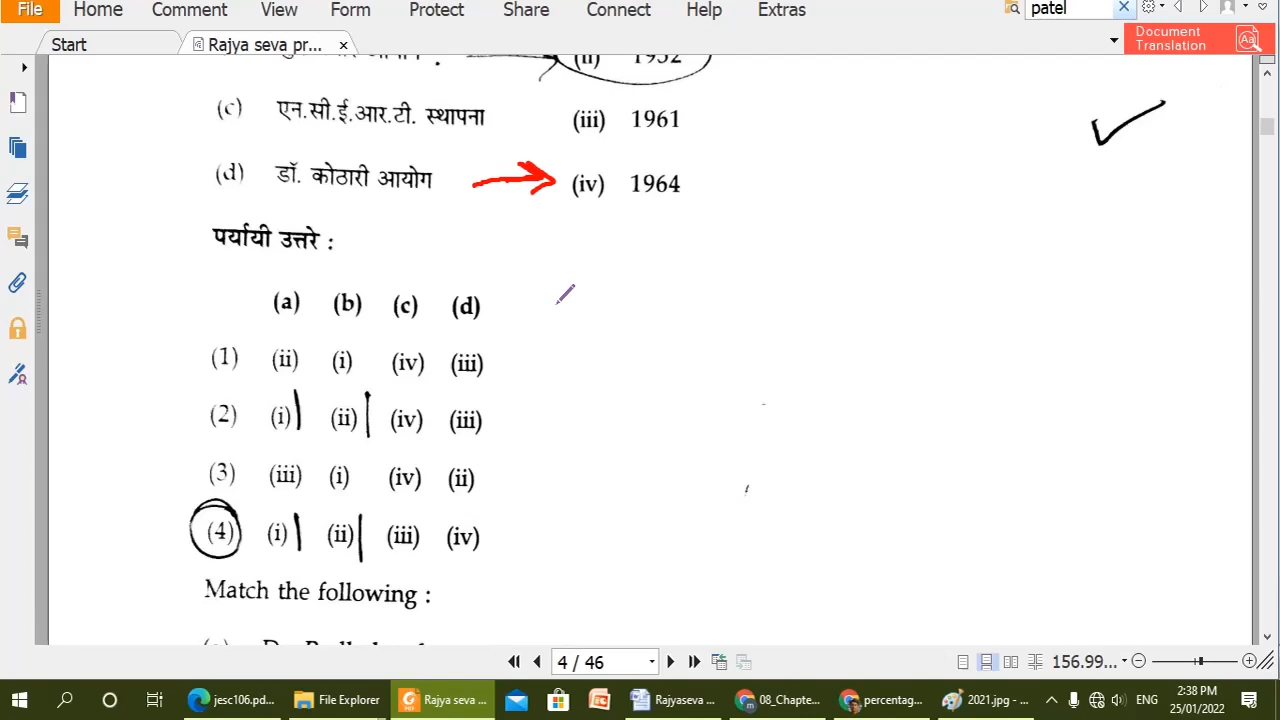 File Home Comment View Form Protect Share Connect Help Extras patel
Start Rajya seva pr... × Document Translation
(ii) 1952
(c) एन.सी.ई.आर.टी. स्थापना (iii) 1961
(d) डॉ. कोठारी आयोग (iv) 1964
पर्यायी उत्तरे :
(a) (b) (c) (d)
(1) (ii) (i) (iv) (iii)
(2) (i) (ii) (iv) (iii)
(3) (iii) (i) (iv) (ii)
(4) (i) (ii) (iii) (iv)
Match the following :
4 / 46 156.99...
jesc106.pd... File Explorer Rajya seva pr... Rajyaseva... 08_Chapte... percentag... 2021.jpg - ... ENG 2:38 PM
25/01/2022